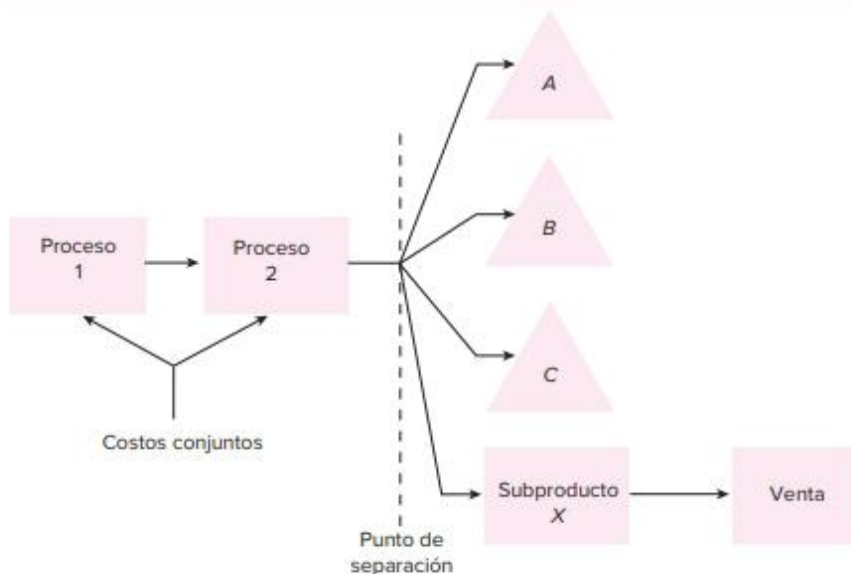 A
Proceso
1
Proceso
2
B
C
Costos conjuntos
Subproducto
X
Venta
Punto de
separación